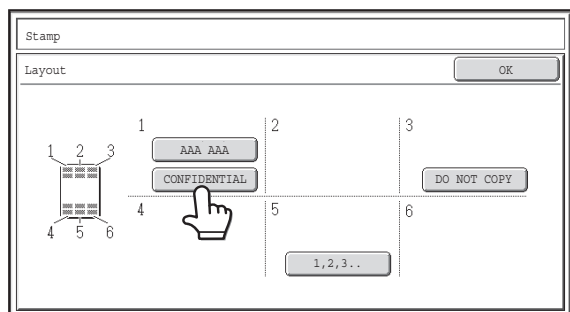 Stamp
Layout OK
1 2 3
AAA AAA
1 2 3 CONFIDENTIAL DO NOT COPY
4 5 6
4 5 6
1,2,3..